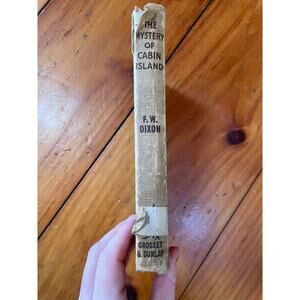 THE
MYSTERY
OF
CABIN
ISLAND
F.W.
DIXON
GROSSET
& DUNLAP